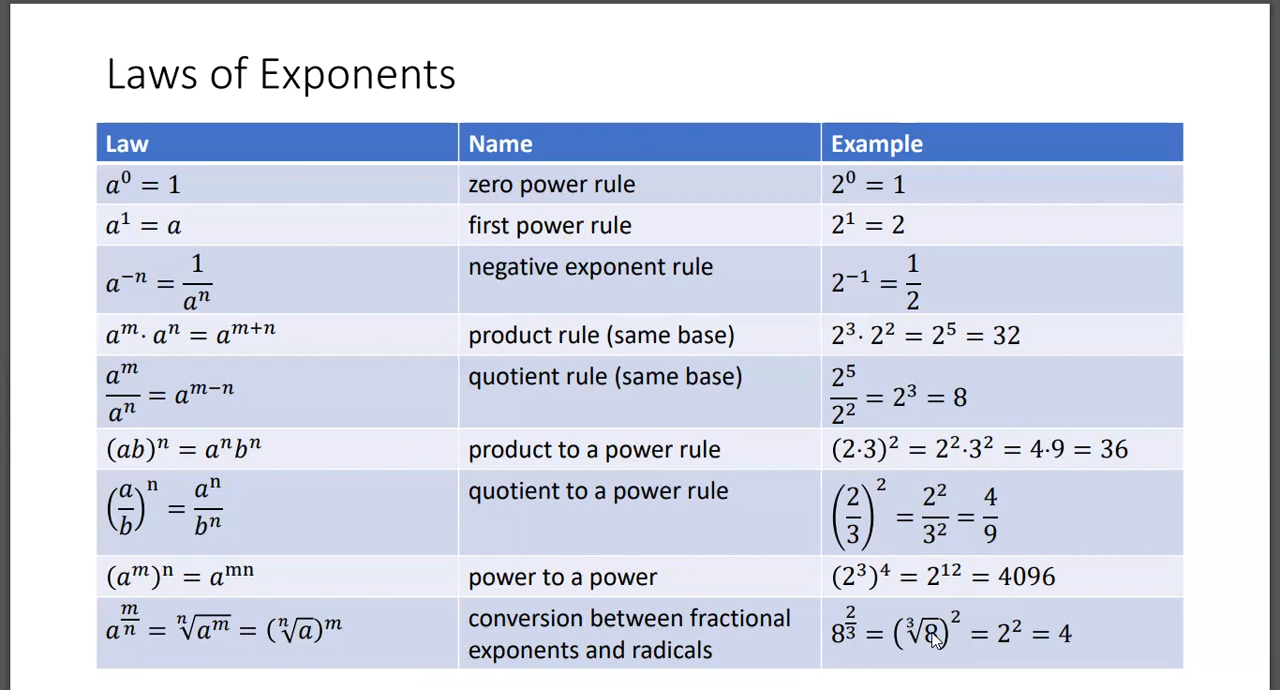 Laws of Exponents
Law Name Example
a⁰ = 1 zero power rule 2⁰ = 1
a¹ = a first power rule 2¹ = 2
a⁻ⁿ = 1/aⁿ negative exponent rule 2⁻¹ = 1/2
aᵐ · aⁿ = aᵐ⁺ⁿ product rule (same base) 2³ · 2² = 2⁵ = 32
aᵐ/aⁿ = aᵐ⁻ⁿ quotient rule (same base) 2⁵/2² = 2³ = 8
(ab)ⁿ = aⁿbⁿ product to a power rule (2·3)² = 2²·3² = 4·9 = 36
(a/b)ⁿ = aⁿ/bⁿ quotient to a power rule (2/3)² = 2²/3² = 4/9
(aᵐ)ⁿ = aᵐⁿ power to a power (2³)⁴ = 2¹² = 4096
a^(m/n) = ⁿ√(aᵐ) = (ⁿ√a)ᵐ conversion between fractional exponents and radicals 8^(2/3) = (³√8)² = 2² = 4